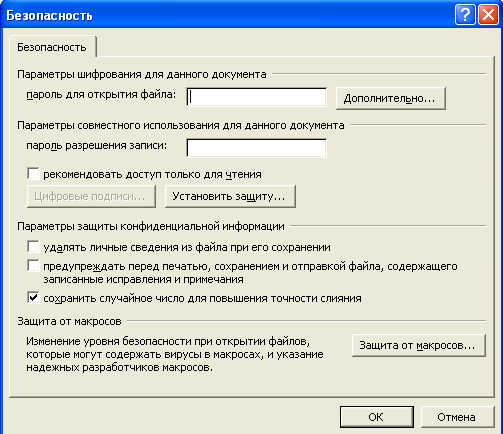 Безопасность
Безопасность
Параметры шифрования для данного документа
пароль для открытия файла:
Дополнительно...
Параметры совместного использования для данного документа
пароль разрешения записи:
рекомендовать доступ только для чтения
Цифровые подписи...
Установить защиту...
Параметры защиты конфиденциальной информации
удалять личные сведения из файла при его сохранении
предупреждать перед печатью, сохранением и отправкой файла, содержащего
записанные исправления и примечания
сохранить случайное число для повышения точности слияния
Защита от макросов
Изменение уровня безопасности при открытии файлов,
которые могут содержать вирусы в макросах, и указание
надежных разработчиков макросов.
Защита от макросов...
ОК
Отмена